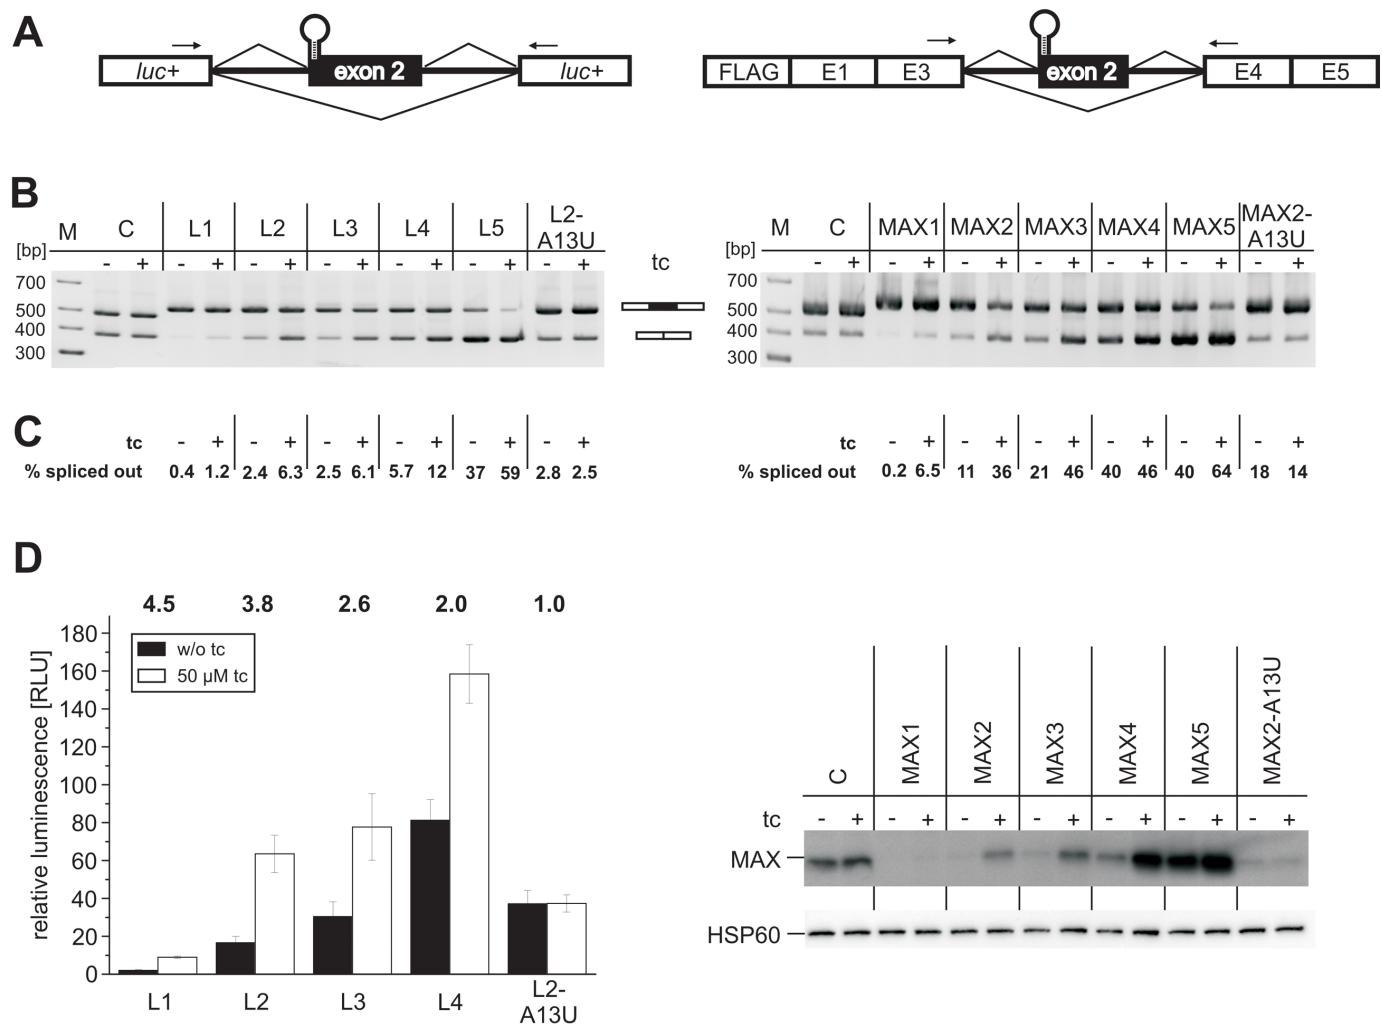 A
luc+ exon 2 luc+
FLAG E1 E3 exon 2 E4 E5
B
[bp] M C L1 L2 L3 L4 L5 L2-A13U
- + - + - + - + - + - + - +
700
500
400
300
tc
[bp] M C MAX1 MAX2 MAX3 MAX4 MAX5 MAX2-A13U
- + - + - + - + - + - + - +
700
500
400
300
C
tc - + - + - + - + - + - +
% spliced out 0.4 1.2 2.4 6.3 2.5 6.1 5.7 12 37 59 2.8 2.5
tc - + - + - + - + - + - +
% spliced out 0.2 6.5 11 36 21 46 40 46 40 64 18 14
D
4.5 3.8 2.6 2.0 1.0
w/o tc
50 µM tc
relative luminescence [RLU]
180
160
140
120
100
80
60
40
20
0
L1 L2 L3 L4 L2-A13U
C MAX1 MAX2 MAX3 MAX4 MAX5 MAX2-A13U
tc - + - + - + - + - + - + - +
MAX
HSP60